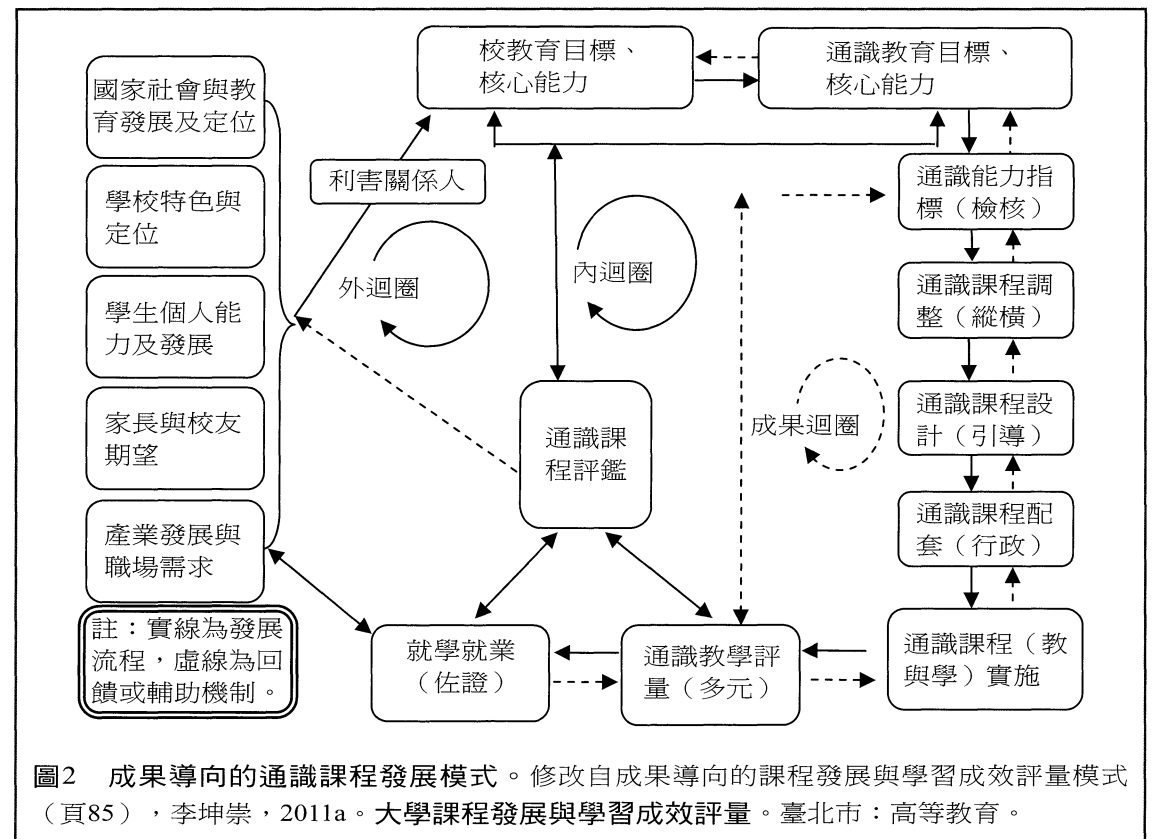 校教育目標、
核心能力
通識教育目標、
核心能力
國家社會與教
育發展及定位
學校特色與
定位
學生個人能
力及發展
家長與校友
期望
產業發展與
職場需求
註：實線為發展
流程，虛線為回
饋或輔助機制。
利害關係人
外迴圈
內迴圈
成果迴圈
通識課
程評鑑
通識能力指
標（檢核）
通識課程調
整（縱橫）
通識課程設
計（引導）
通識課程配
套（行政）
通識課程（教
與學）實施
通識教學評
量（多元）
就學就業
（佐證）
圖2　成果導向的通識課程發展模式。修改自成果導向的課程發展與學習成效評量模式
（頁85），李坤崇，2011a。大學課程發展與學習成效評量。臺北市：高等教育。